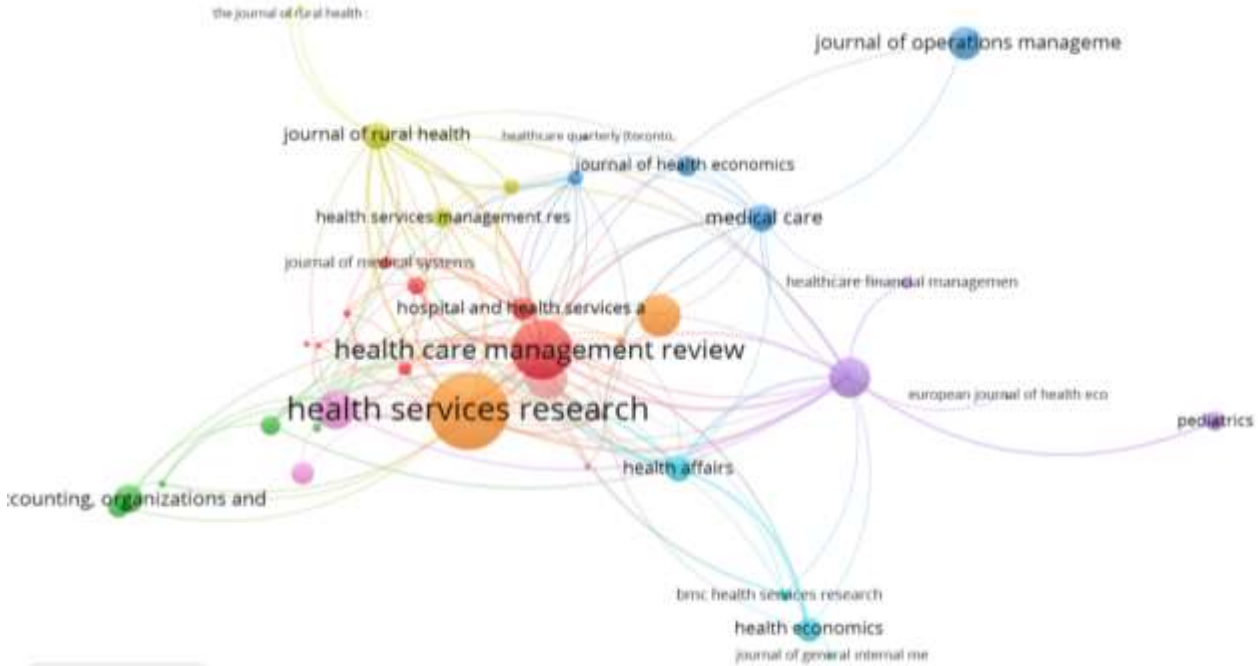 the journal of rural health :
journal of operations manageme
journal of rural health
healthcare quarterly (toronto,
journal of health economics
health services management res
medical care
journal of medical systems
healthcare financial managemen
hospital and health services a
health care management review
european journal of health eco
health services research
pediatrics
health affairs
ccounting, organizations and
bmc health services research
health economics
journal of general internal me